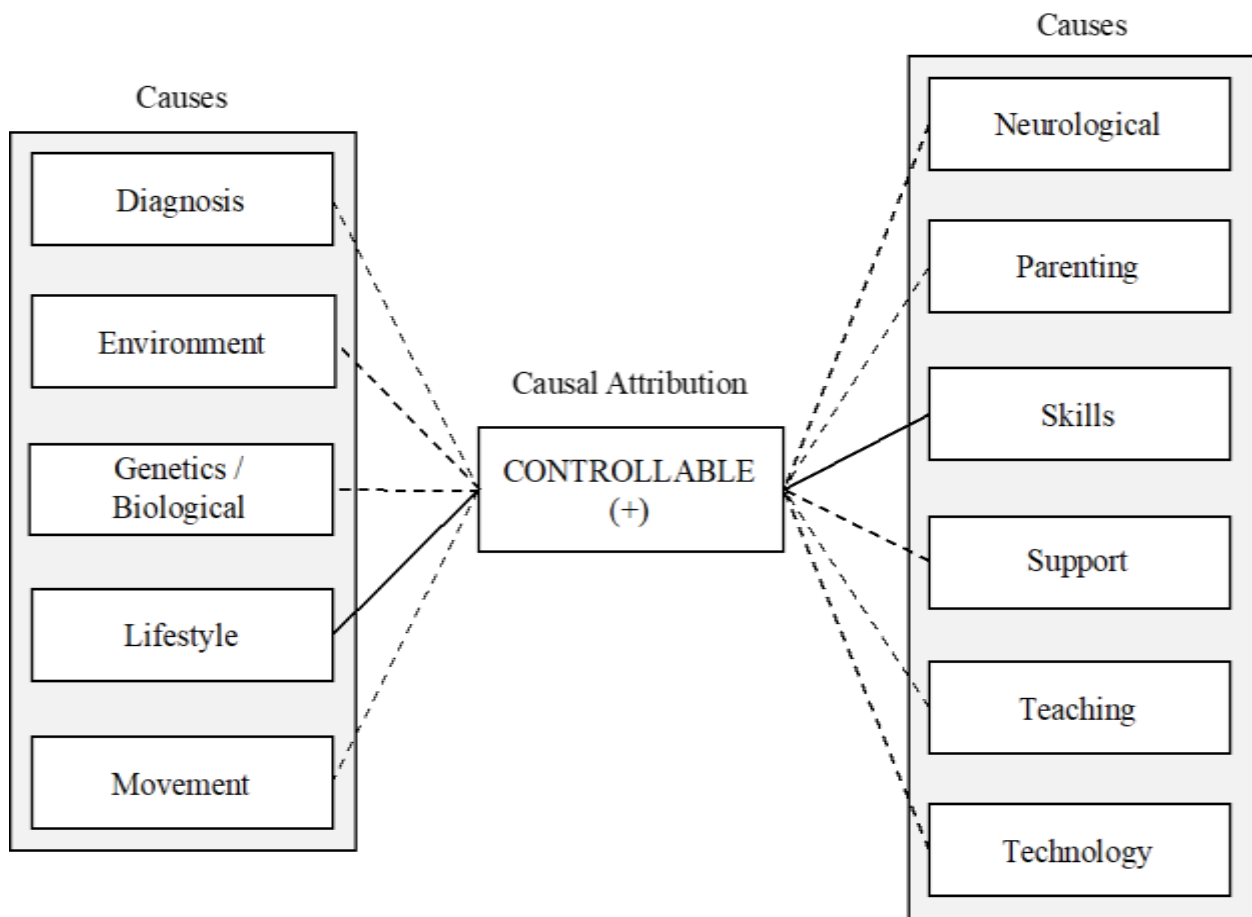 Causes
Diagnosis
Environment
Genetics /
Biological
Lifestyle
Movement
Causal Attribution
CONTROLLABLE
(+)
Causes
Neurological
Parenting
Skills
Support
Teaching
Technology